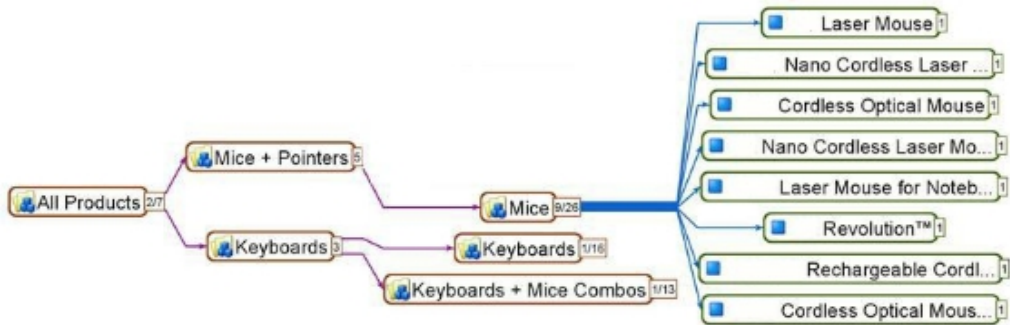 Laser Mouse 1
Nano Cordless Laser ... 1
Cordless Optical Mouse 1
Mice + Pointers 5
Nano Cordless Laser Mo... 1
Laser Mouse for Noteb... 1
All Products 2/7
Mice 9/26
Revolution™ 1
Keyboards 3
Keyboards 1/16
Rechargeable Cordl... 1
Keyboards + Mice Combos 1/13
Cordless Optical Mous... 1